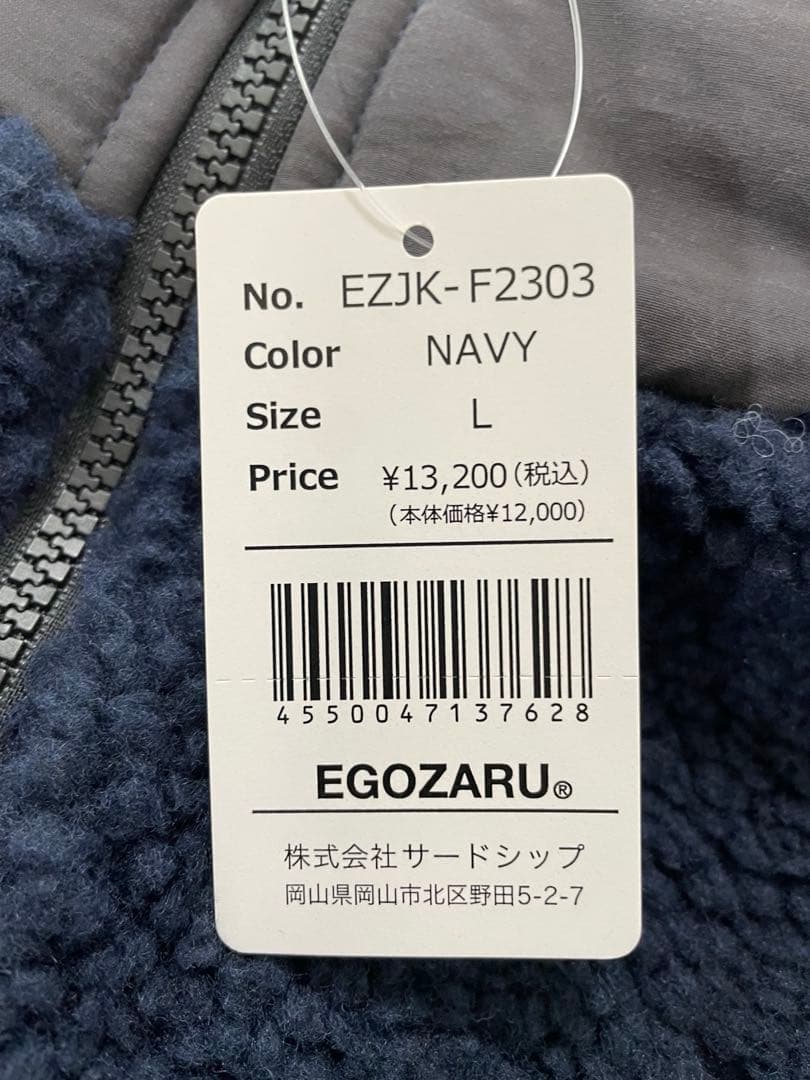 No. EZJK-F2303
Color NAVY
Size L
Price ¥13,200(税込)
(本体価格¥12,000)
4550047137628
EGOZARU®
株式会社サードシップ
岡山県岡山市北区野田5-2-7